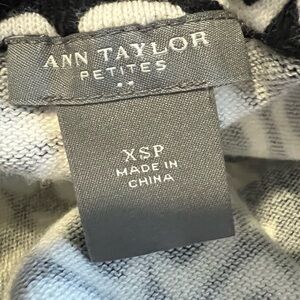 ANN TAYLOR
PETITES
XSP
MADE IN
CHINA